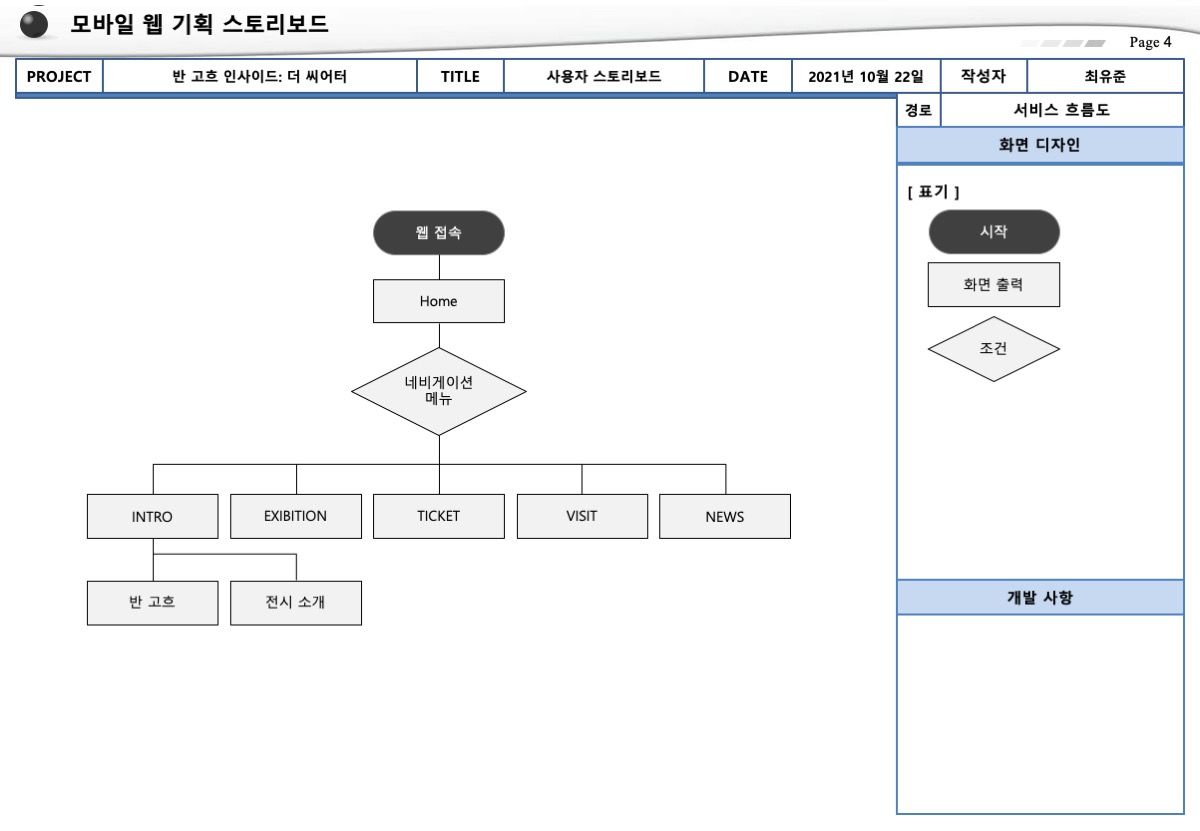 모바일 웹 기획 스토리보드
Page 4
PROJECT 반 고흐 인사이드: 더 씨어터 TITLE 사용자 스토리보드 DATE 2021년 10월 22일 작성자 최유준
경로 서비스 흐름도
화면 디자인
[ 표기 ]
시작
화면 출력
조건
개발 사항
웹 접속
Home
네비게이션
메뉴
INTRO EXIBITION TICKET VISIT NEWS
반 고흐 전시 소개